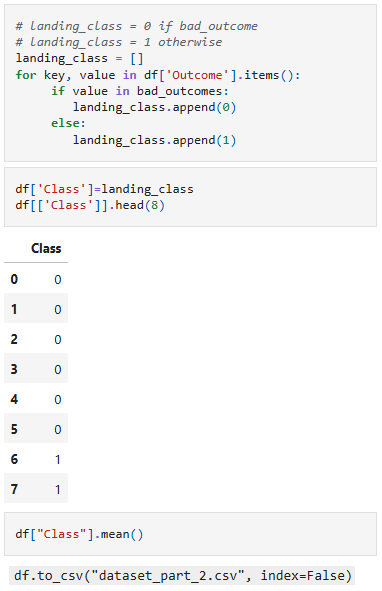 # landing_class = 0 if bad_outcome
# landing_class = 1 otherwise
landing_class = []
for key, value in df['Outcome'].items():
     if value in bad_outcomes:
        landing_class.append(0)
     else:
        landing_class.append(1)
df['Class']=landing_class
df[['Class']].head(8)
Class
0 0
1 0
2 0
3 0
4 0
5 0
6 1
7 1
df["Class"].mean()
df.to_csv("dataset_part_2.csv", index=False)